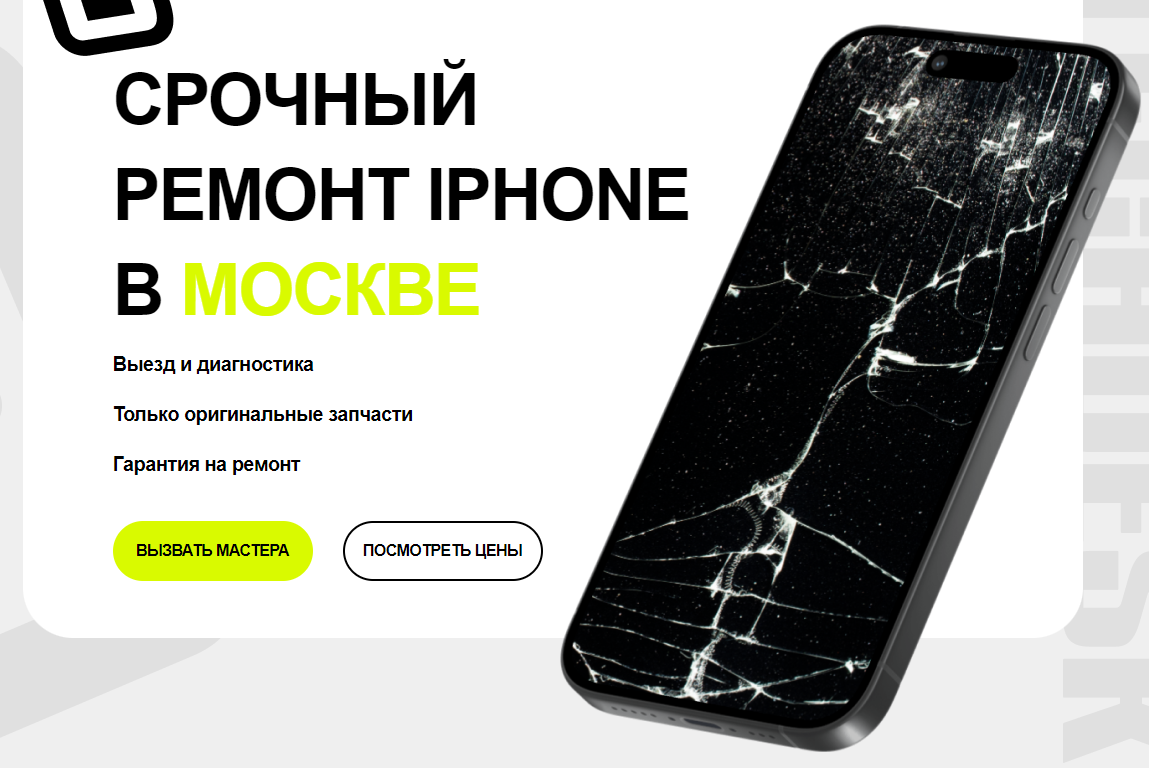 СРОЧНЫЙ
РЕМОНТ IPHONE
В МОСКВЕ
Выезд и диагностика
Только оригинальные запчасти
Гарантия на ремонт
ВЫЗВАТЬ МАСТЕРА
ПОСМОТРЕТЬ ЦЕНЫ